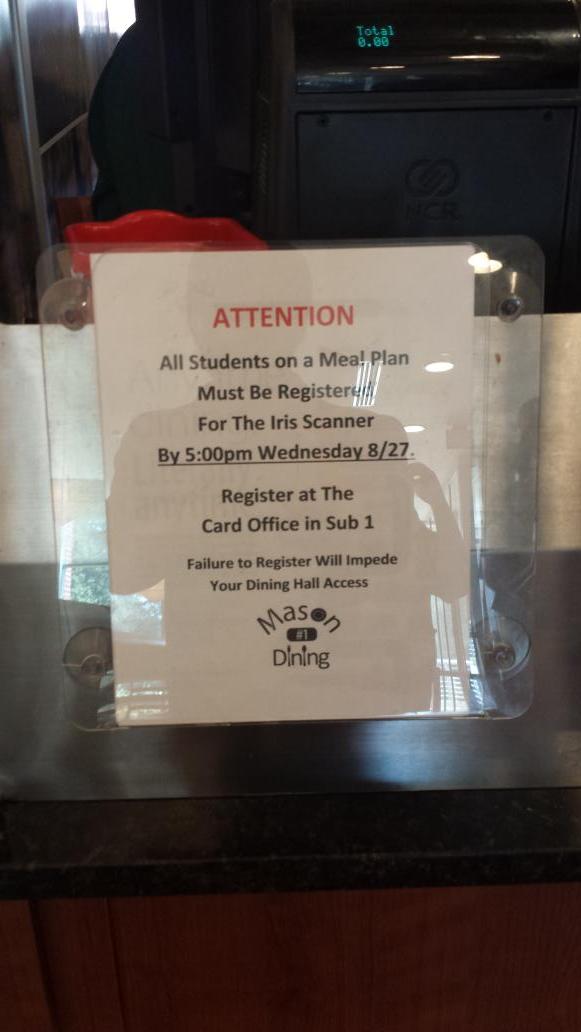 Total
0.00
NCR
ATTENTION
All Students on a Meal Plan
Must Be Registered
For The Iris Scanner
By 5:00pm Wednesday 8/27.
Register at The
Card Office in Sub 1
Failure to Register Will Impede
Your Dining Hall Access
Mason
#1
Dining